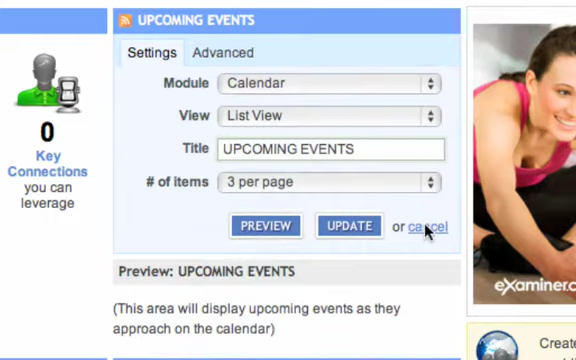 UPCOMING EVENTS
Settings
Advanced
Module
Calendar
View
List View
Title
UPCOMING EVENTS
# of items
3 per page
PREVIEW
UPDATE
or cancel
Preview: UPCOMING EVENTS
(This area will display upcoming events as they
approach on the calendar)
0
Key
Connections
you can
leverage
examiner.c
Create